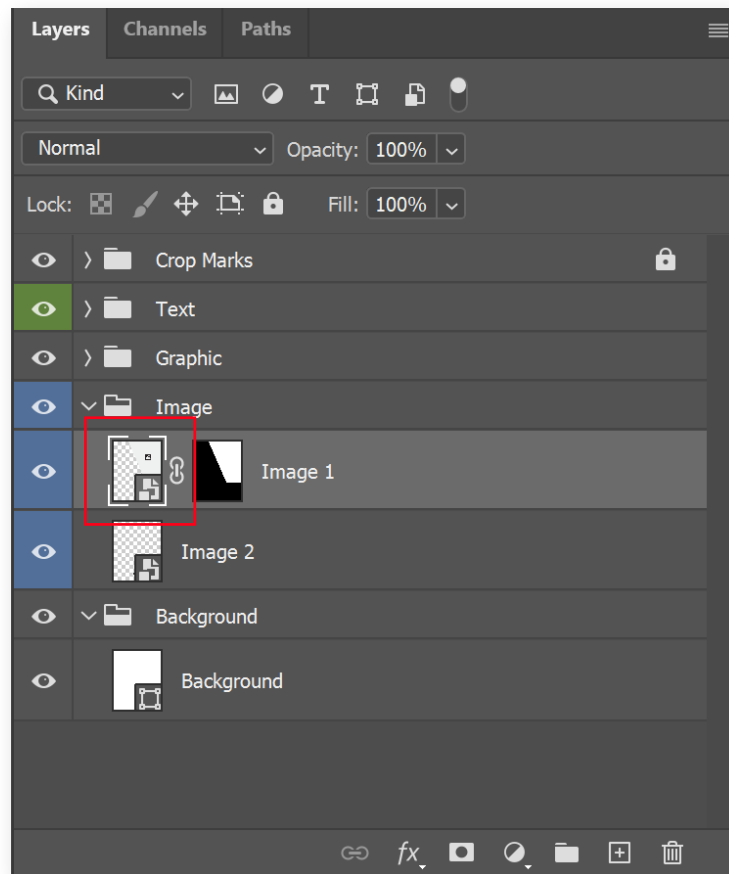 Layers Channels Paths
Kind
Normal Opacity: 100%
Lock: Fill: 100%
Crop Marks
Text
Graphic
Image
Image 1
Image 2
Background
Background
fx